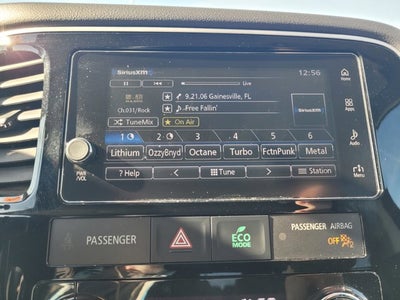 SiriusXM 12:56
Live
Home
9.21.06 Gainesville, FL
Free Fallin'
Ch.031/Rock
SiriusXM
Apps
TuneMix On Air
1 2 3 4 5 6
Audio
Lithium OzzyBnyd Octane Turbo FctnPunk Metal
PWR
/VOL
? Help < Tune > Station
Menu
PASSENGER
ECO
MODE
PASSENGER AIRBAG
OFF